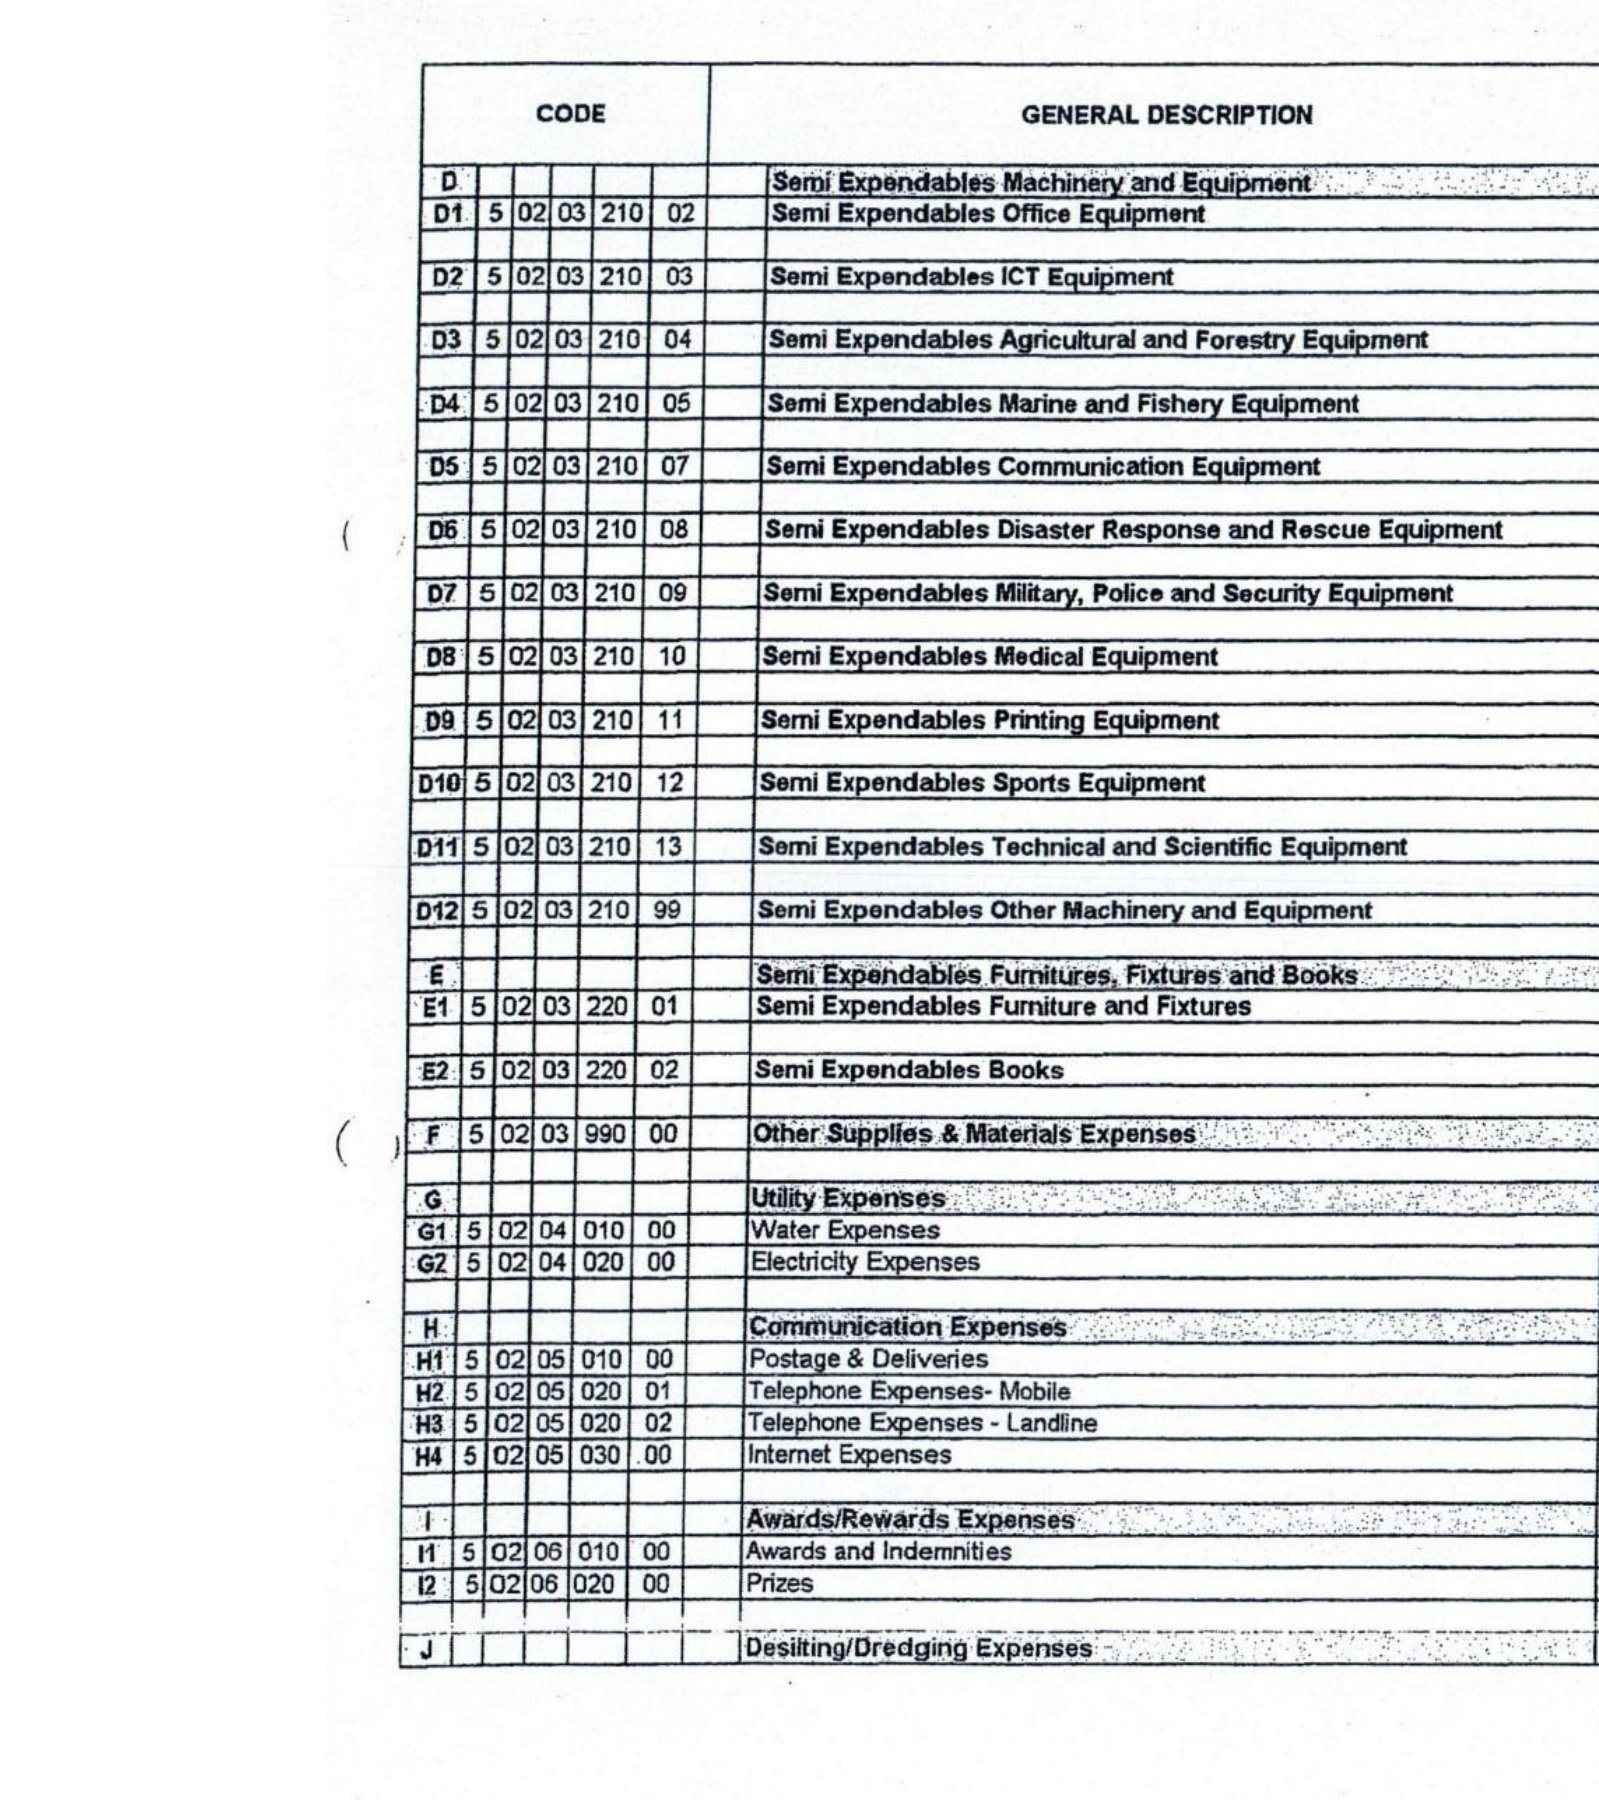 CODE GENERAL DESCRIPTION
D Semi Expendables Machinery and Equipment
D1 5 02 03 210 02 Semi Expendables Office Equipment
D2 5 02 03 210 03 Semi Expendables ICT Equipment
D3 5 02 03 210 04 Semi Expendables Agricultural and Forestry Equipment
D4 5 02 03 210 05 Semi Expendables Marine and Fishery Equipment
D5 5 02 03 210 07 Semi Expendables Communication Equipment
D6 5 02 03 210 08 Semi Expendables Disaster Response and Rescue Equipment
D7 5 02 03 210 09 Semi Expendables Military, Police and Security Equipment
D8 5 02 03 210 10 Semi Expendables Medical Equipment
D9 5 02 03 210 11 Semi Expendables Printing Equipment
D10 5 02 03 210 12 Semi Expendables Sports Equipment
D11 5 02 03 210 13 Semi Expendables Technical and Scientific Equipment
D12 5 02 03 210 99 Semi Expendables Other Machinery and Equipment
E Semi Expendables Furnitures, Fixtures and Books
E1 5 02 03 220 01 Semi Expendables Furniture and Fixtures
E2 5 02 03 220 02 Semi Expendables Books
F 5 02 03 990 00 Other Supplies & Materials Expenses
G Utility Expenses
G1 5 02 04 010 00 Water Expenses
G2 5 02 04 020 00 Electricity Expenses
H Communication Expenses
H1 5 02 05 010 00 Postage & Deliveries
H2 5 02 05 020 01 Telephone Expenses- Mobile
H3 5 02 05 020 02 Telephone Expenses - Landline
H4 5 02 05 030 00 Internet Expenses
I Awards/Rewards Expenses
I1 5 02 06 010 00 Awards and Indemnities
I2 5 02 06 020 00 Prizes
J Desilting/Dredging Expenses